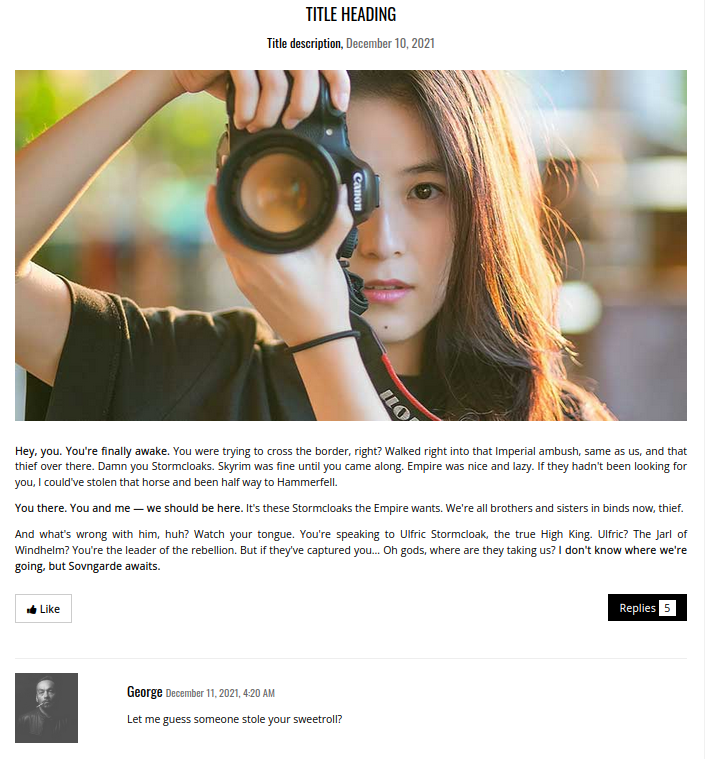 TITLE HEADING
Title description, December 10, 2021
Canon
Hey, you. You're finally awake. You were trying to cross the border, right? Walked right into that Imperial ambush, same as us, and that
thief over there. Damn you Stormcloaks. Skyrim was fine until you came along. Empire was nice and lazy. If they hadn't been looking for
you, I could've stolen that horse and been half way to Hammerfell.
You there. You and me — we should be here. It's these Stormcloaks the Empire wants. We're all brothers and sisters in binds now, thief.
And what's wrong with him, huh? Watch your tongue. You're speaking to Ulfric Stormcloak, the true High King. Ulfric? The Jarl of
Windhelm? You're the leader of the rebellion. But if they've captured you... Oh gods, where are they taking us? I don't know where we're
going, but Sovngarde awaits.
Like
Replies 5
George December 11, 2021, 4:20 AM
Let me guess someone stole your sweetroll?